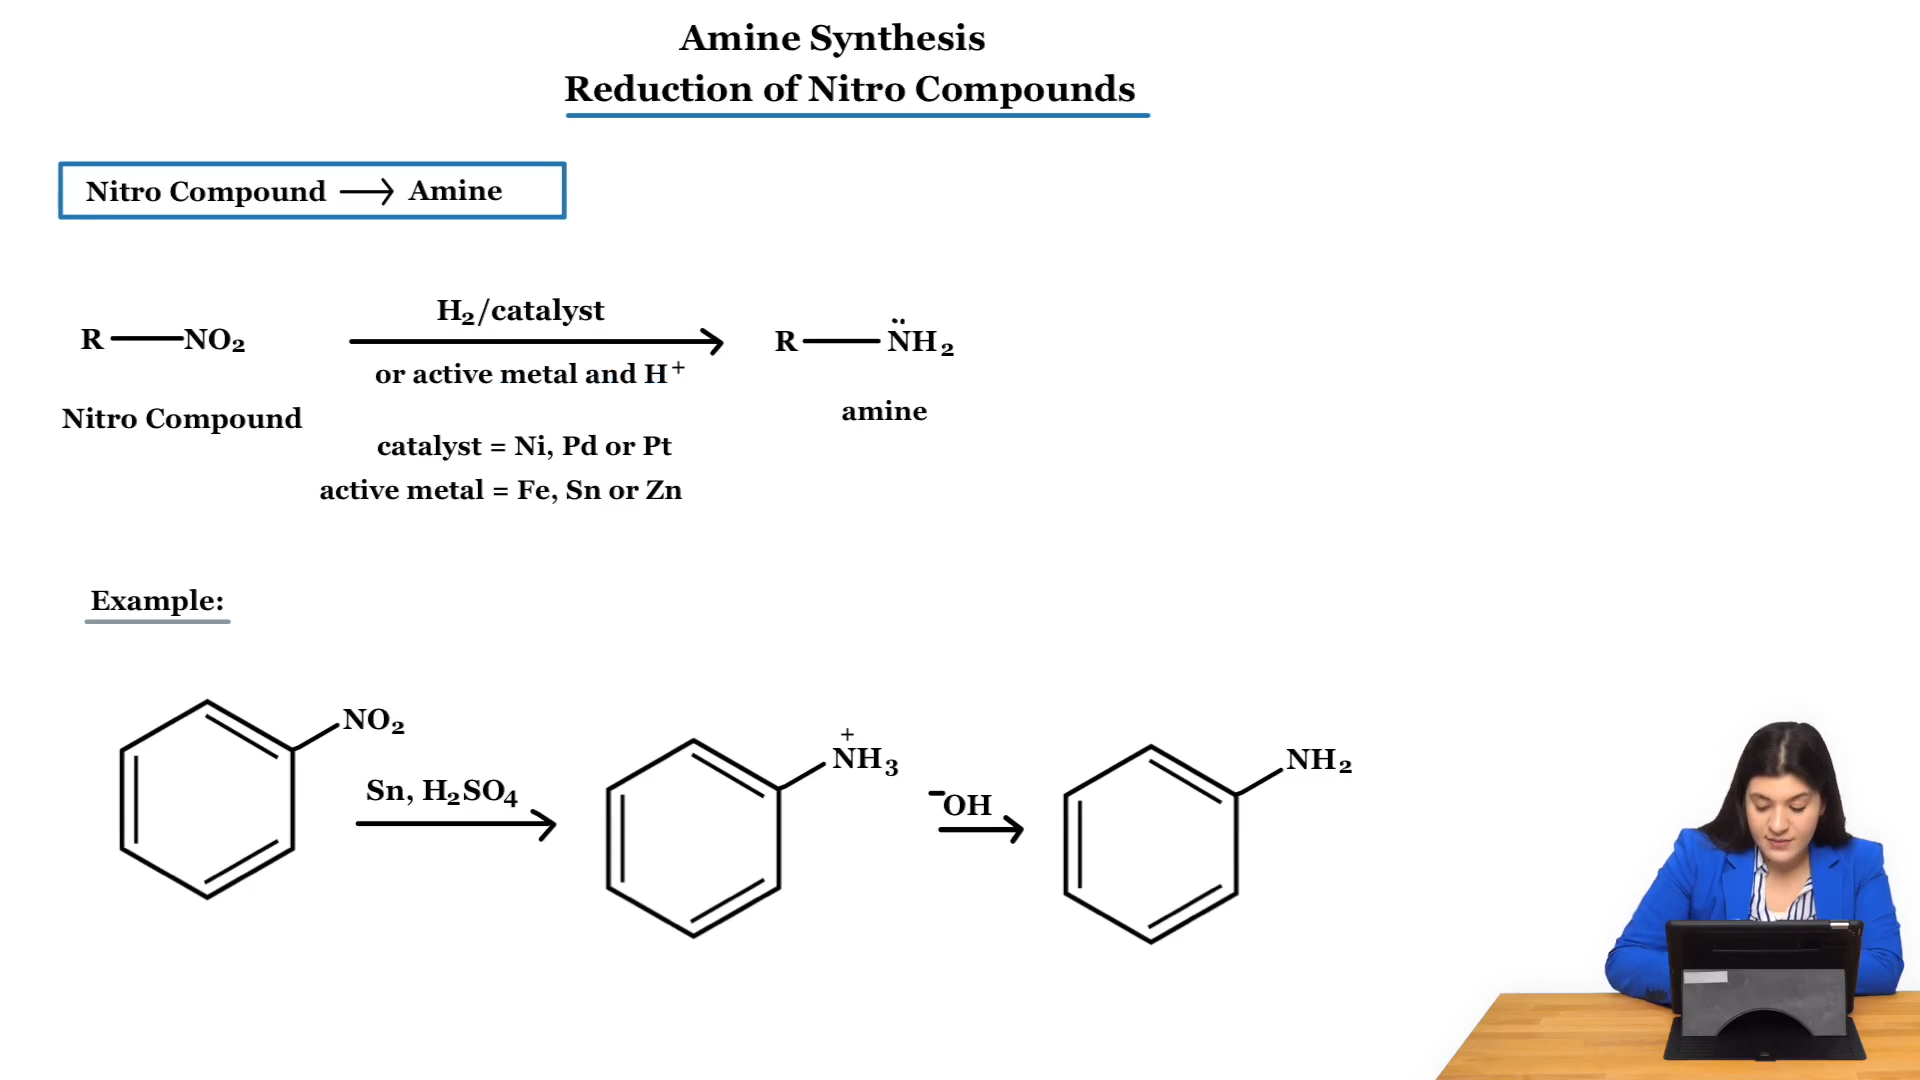 Amine Synthesis
Reduction of Nitro Compounds
Nitro Compound ⟶ Amine
R—NO₂
H₂/catalyst
or active metal and H⁺
R—N̈H₂
Nitro Compound
amine
catalyst = Ni, Pd or Pt
active metal = Fe, Sn or Zn
Example:
NO₂
Sn, H₂SO₄
+
NH₃
⁻OH
NH₂